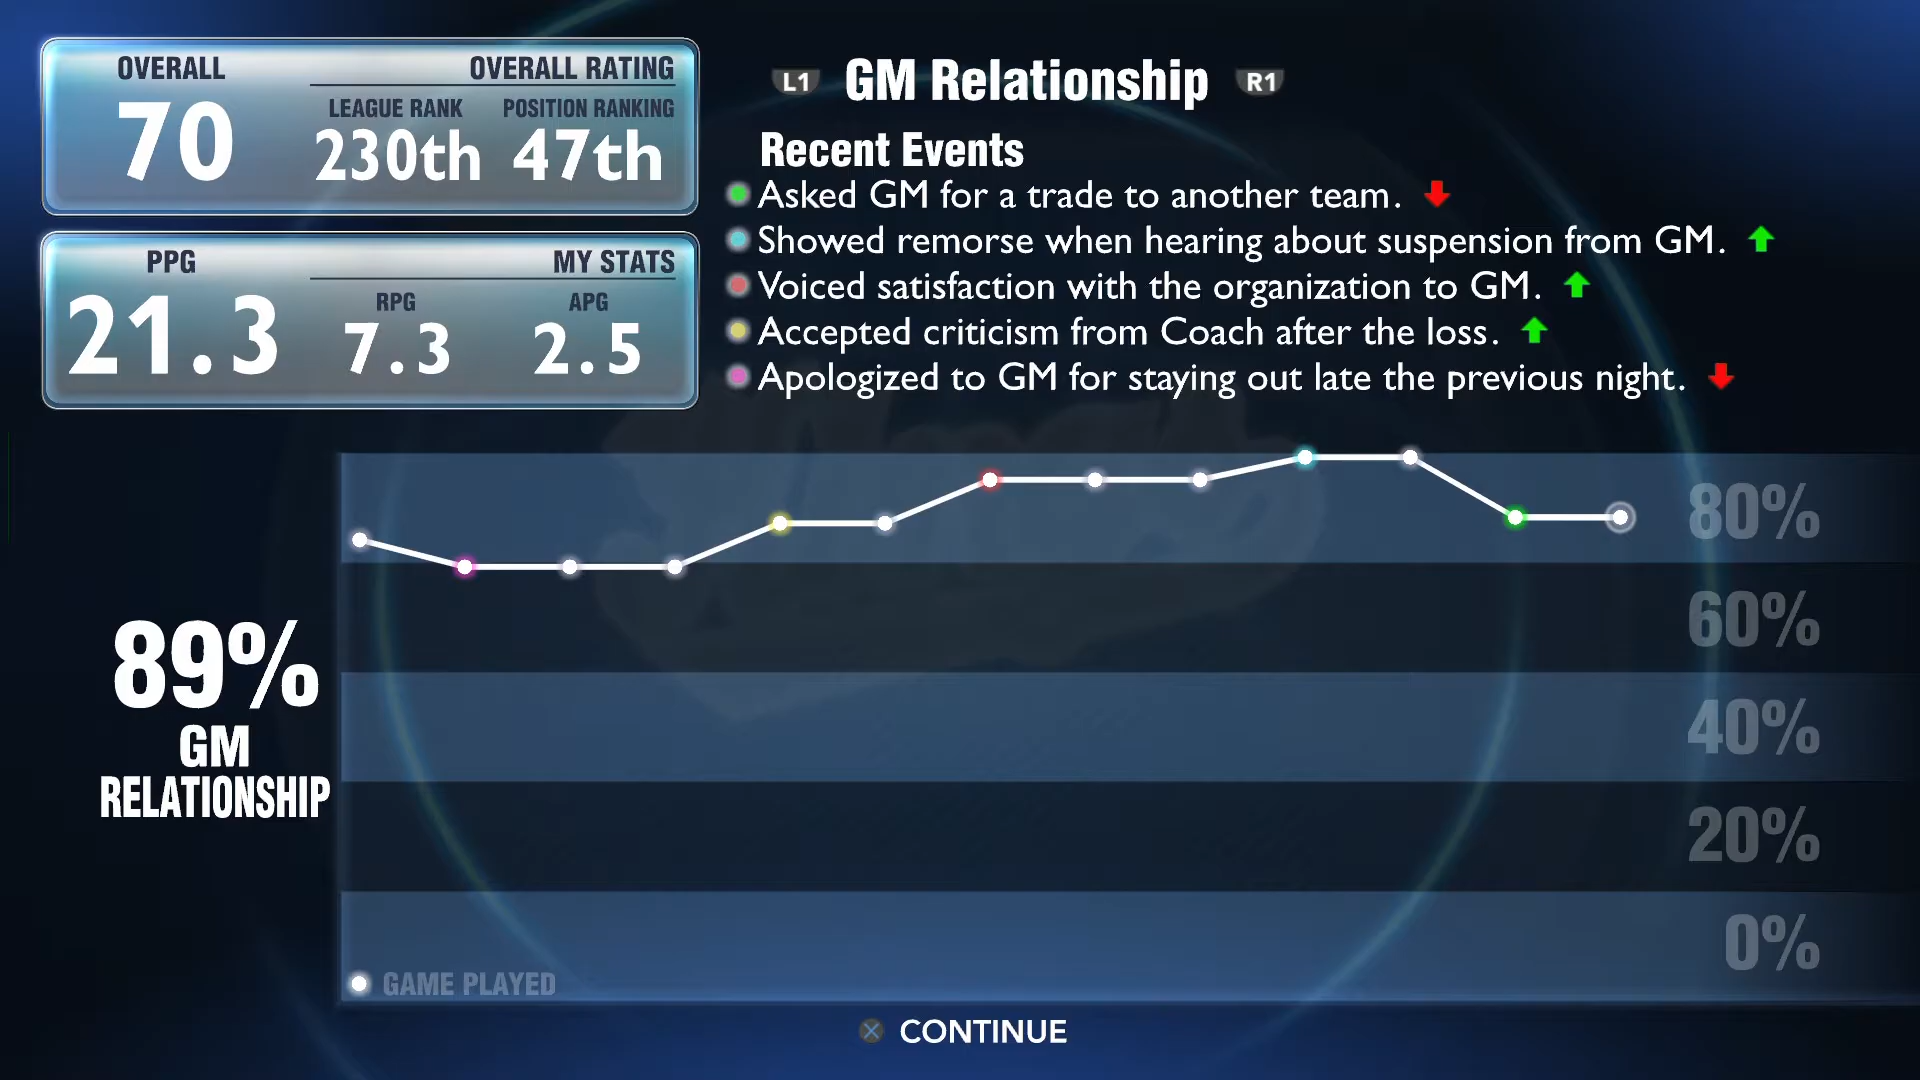 OVERALL
OVERALL RATING
70
LEAGUE RANK
POSITION RANKING
230th
47th
PPG
MY STATS
21.3
RPG
APG
7.3
2.5
L1 GM Relationship R1
Recent Events
Asked GM for a trade to another team.
Showed remorse when hearing about suspension from GM.
Voiced satisfaction with the organization to GM.
Accepted criticism from Coach after the loss.
Apologized to GM for staying out late the previous night.
80%
60%
40%
20%
0%
89%
GM
RELATIONSHIP
GAME PLAYED
CONTINUE